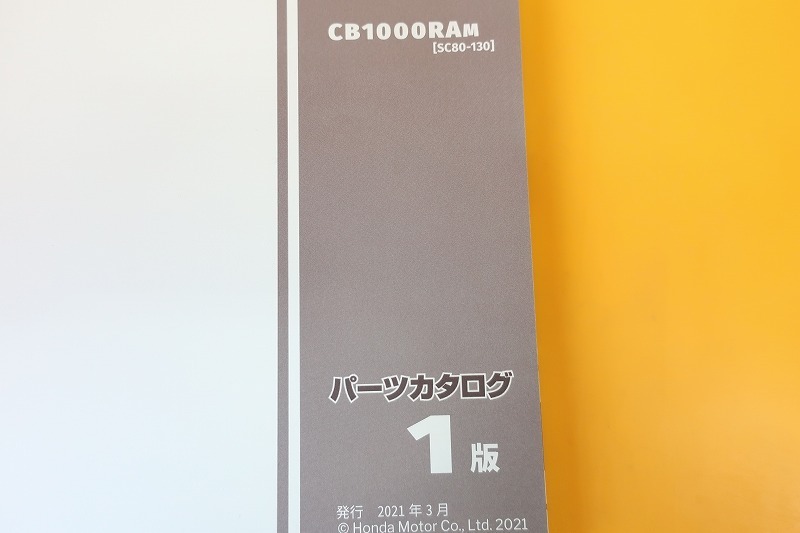 CB1000RAM
[SC80-130]
パーツカタログ
1版
発行 2021年3月
© Honda Motor Co., Ltd. 2021